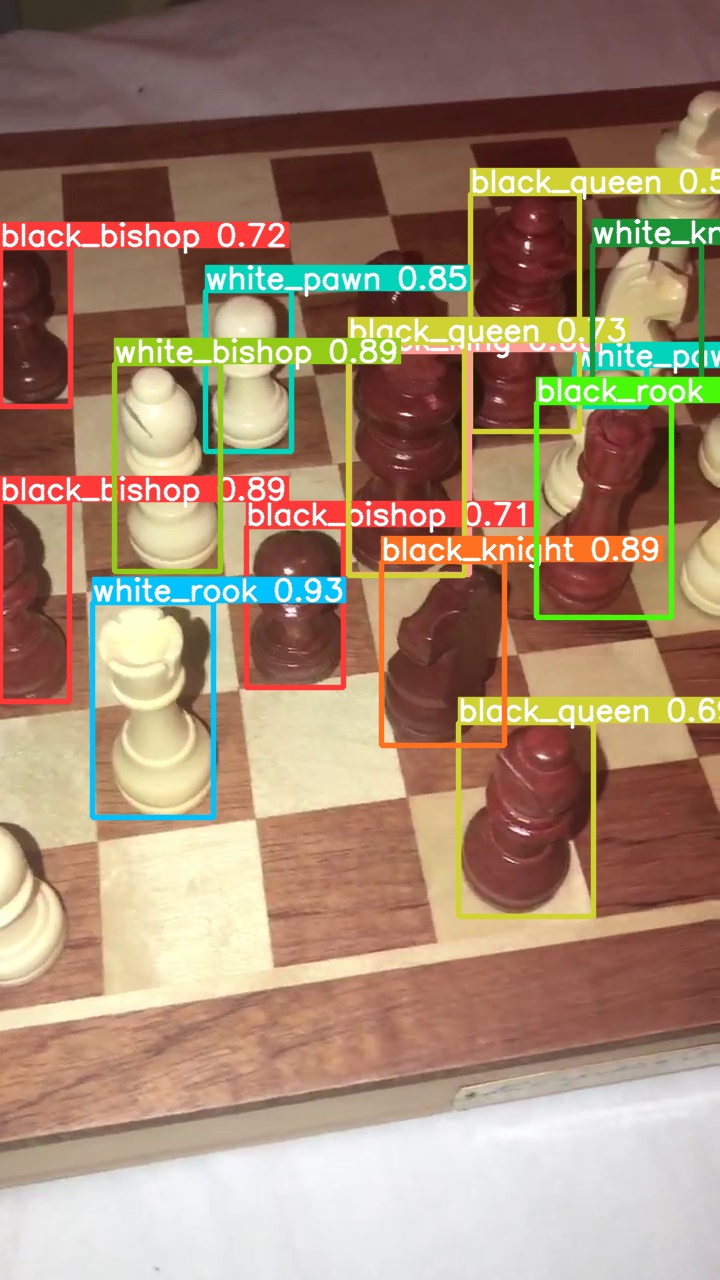 black_queen 0.5
black_bishop 0.72
white_kn
white_pawn 0.85
black_queen 0.73
white_bishop 0.89
white_paw
black_rook
black_bishop 0.89
black_bishop 0.71
black_knight 0.89
white_rook 0.93
black_queen 0.69